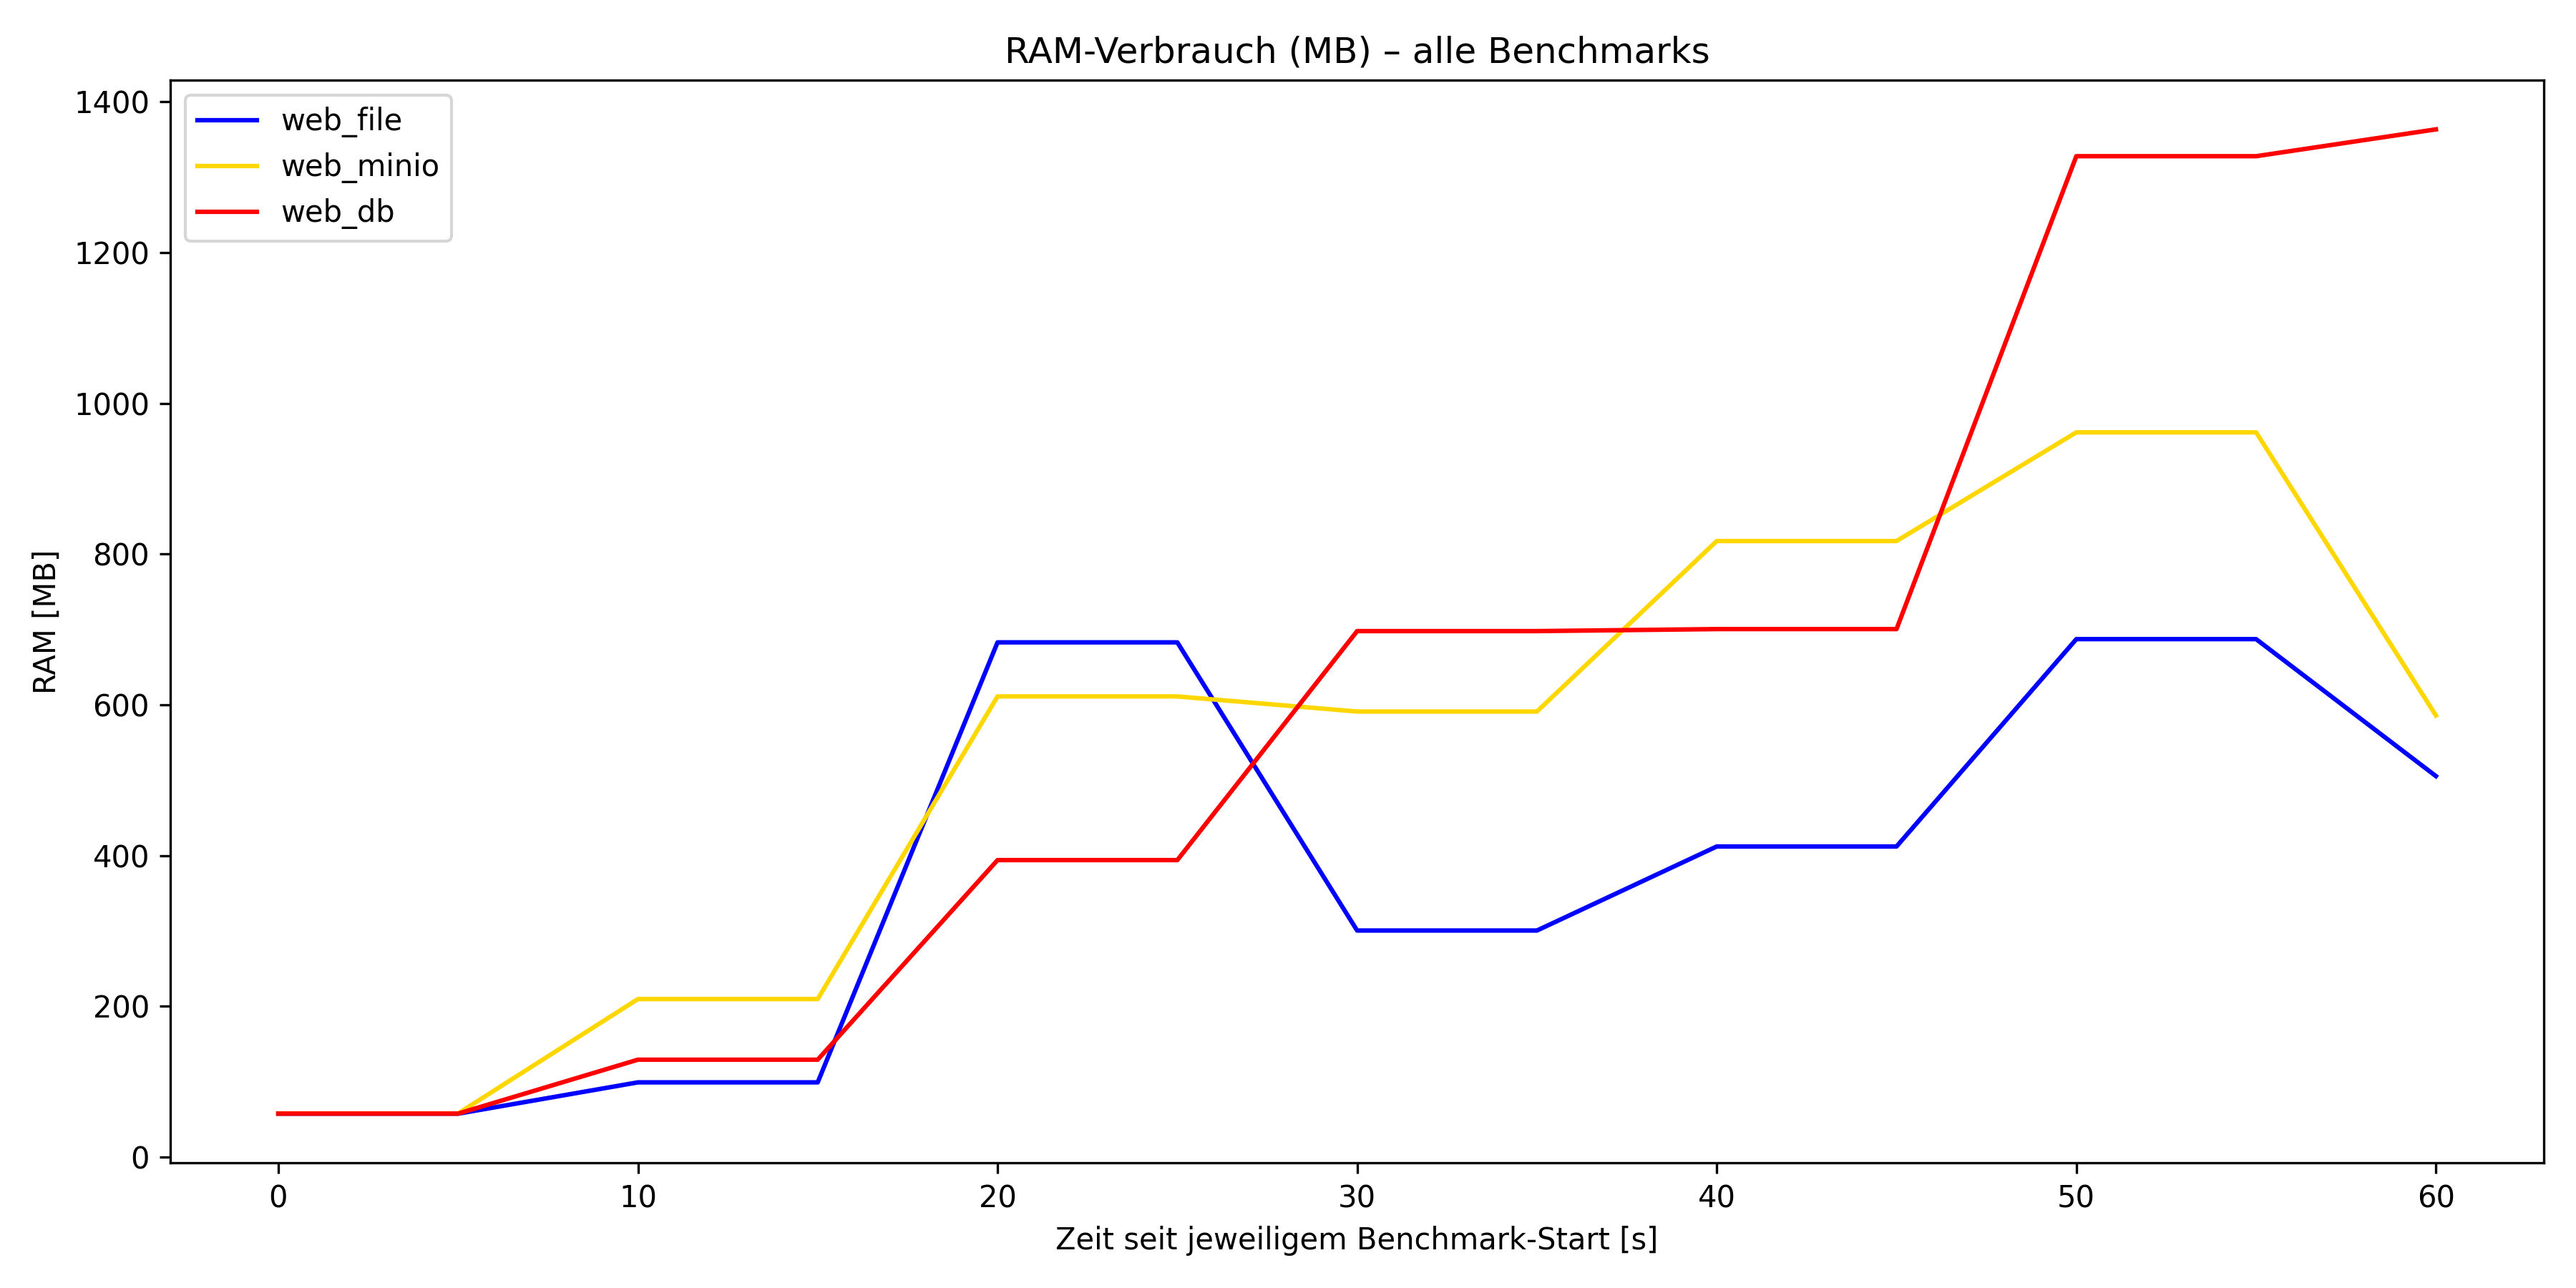 RAM-Verbrauch (MB) – alle Benchmarks
web_file
web_minio
web_db
RAM [MB]
1400
1200
1000
800
600
400
200
0
0 10 20 30 40 50 60
Zeit seit jeweiligem Benchmark-Start [s]